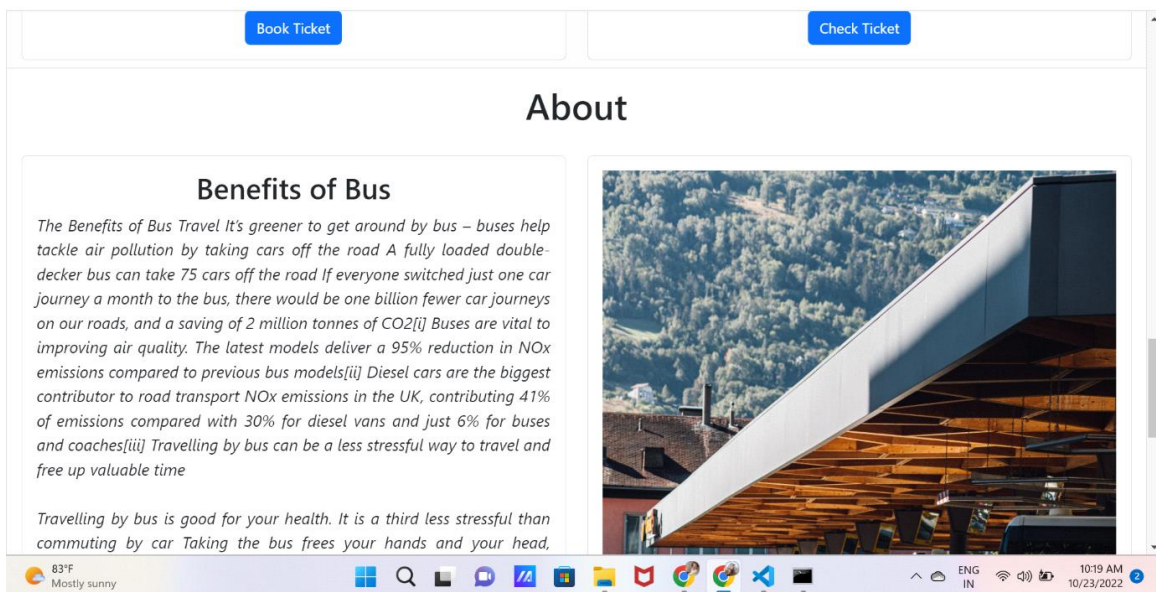 Book Ticket
Check Ticket
About
Benefits of Bus
The Benefits of Bus Travel It's greener to get around by bus – buses help
tackle air pollution by taking cars off the road A fully loaded double-
decker bus can take 75 cars off the road If everyone switched just one car
journey a month to the bus, there would be one billion fewer car journeys
on our roads, and a saving of 2 million tonnes of CO2[i] Buses are vital to
improving air quality. The latest models deliver a 95% reduction in NOx
emissions compared to previous bus models[ii] Diesel cars are the biggest
contributor to road transport NOx emissions in the UK, contributing 41%
of emissions compared with 30% for diesel vans and just 6% for buses
and coaches[iii] Travelling by bus can be a less stressful way to travel and
free up valuable time
Travelling by bus is good for your health. It is a third less stressful than
commuting by car Taking the bus frees your hands and your head,
83°F
Mostly sunny
ENG
IN
10:19 AM
10/23/2022
2